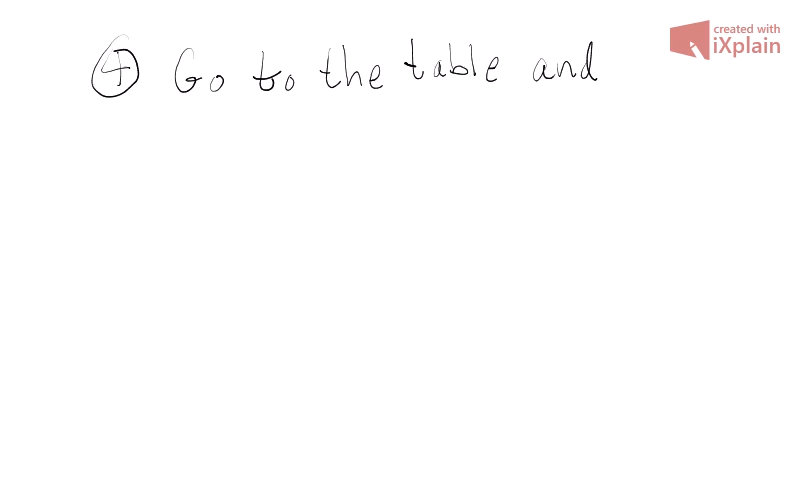 ④ Go to the table and
created with
iXplain